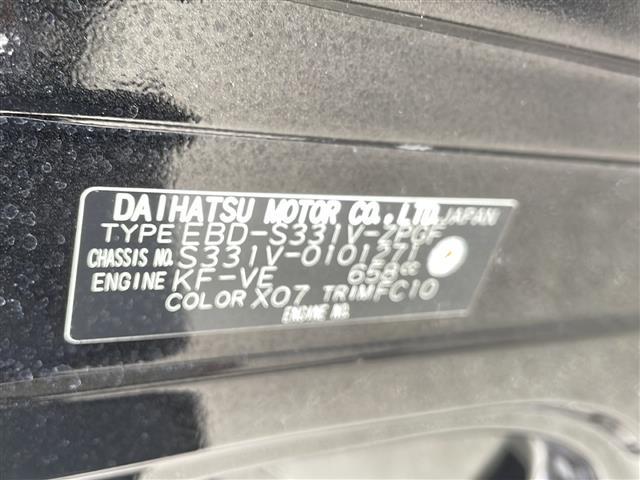 DAIHATSU MOTOR CO.,LTD. JAPAN
TYPE EBD-S331V-ZPGF
CHASSIS NO. S331V-0101271
ENGINE KF-VE 658cc
COLOR X07 TRIM FC10
ENGINE NO.